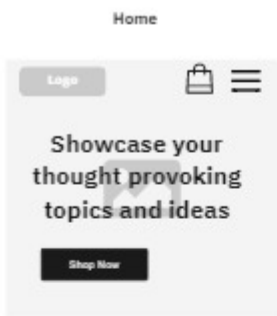 Home
Logo
Showcase your
thought provoking
topics and ideas
Shop Now